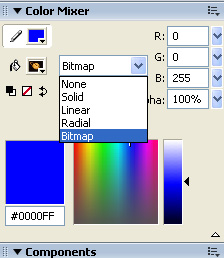 Color Mixer
R: 0
Bitmap
G: 0
None
B: 255
Solid
Linear
pha: 100%
Radial
Bitmap
#0000FF
Components